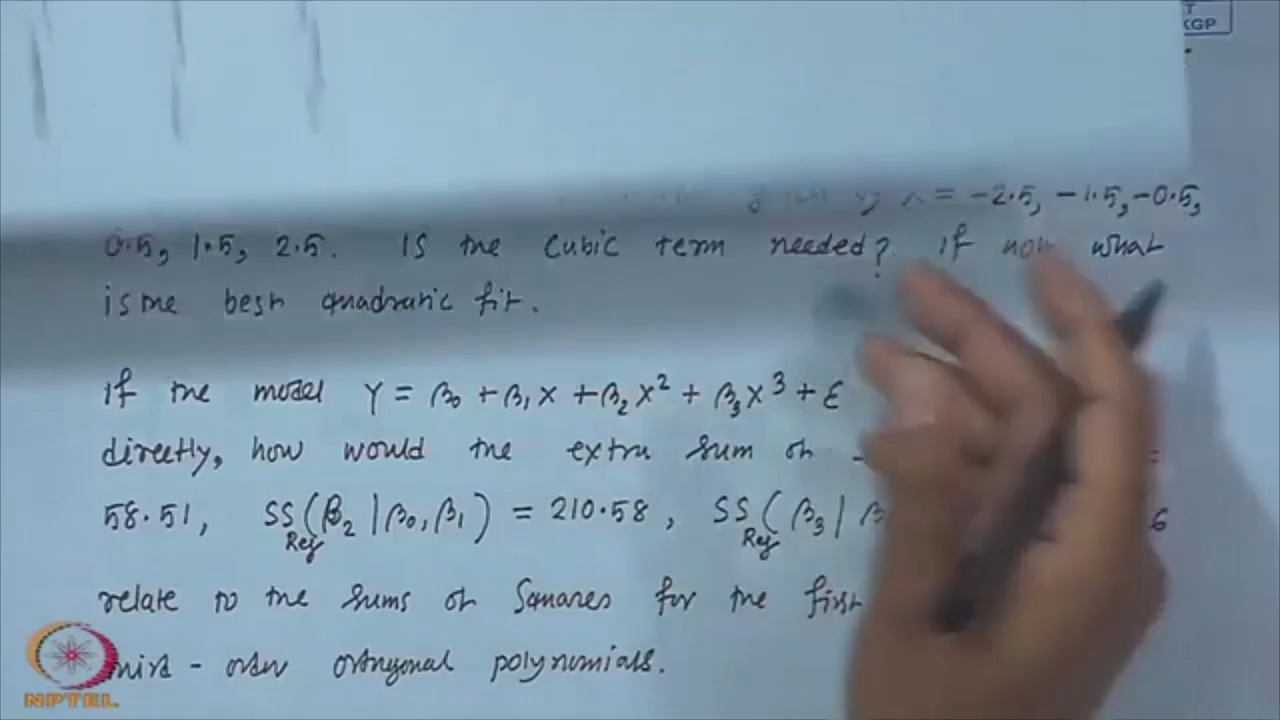 KGP
x = -2.5, -1.5, -0.5,
0.5, 1.5, 2.5. Is the cubic term needed? If not what
is the best quadratic fit.
If the model Y = β₀ + β₁x + β₂x² + β₃x³ + ε
directly, how would the extra sum of
58.51, SS_Reg(β₂ | β₀, β₁) = 210.58, SS_Reg(β₃ | β
relate to the sums of squares for the first
third - order orthogonal polynomials.
NPTEL